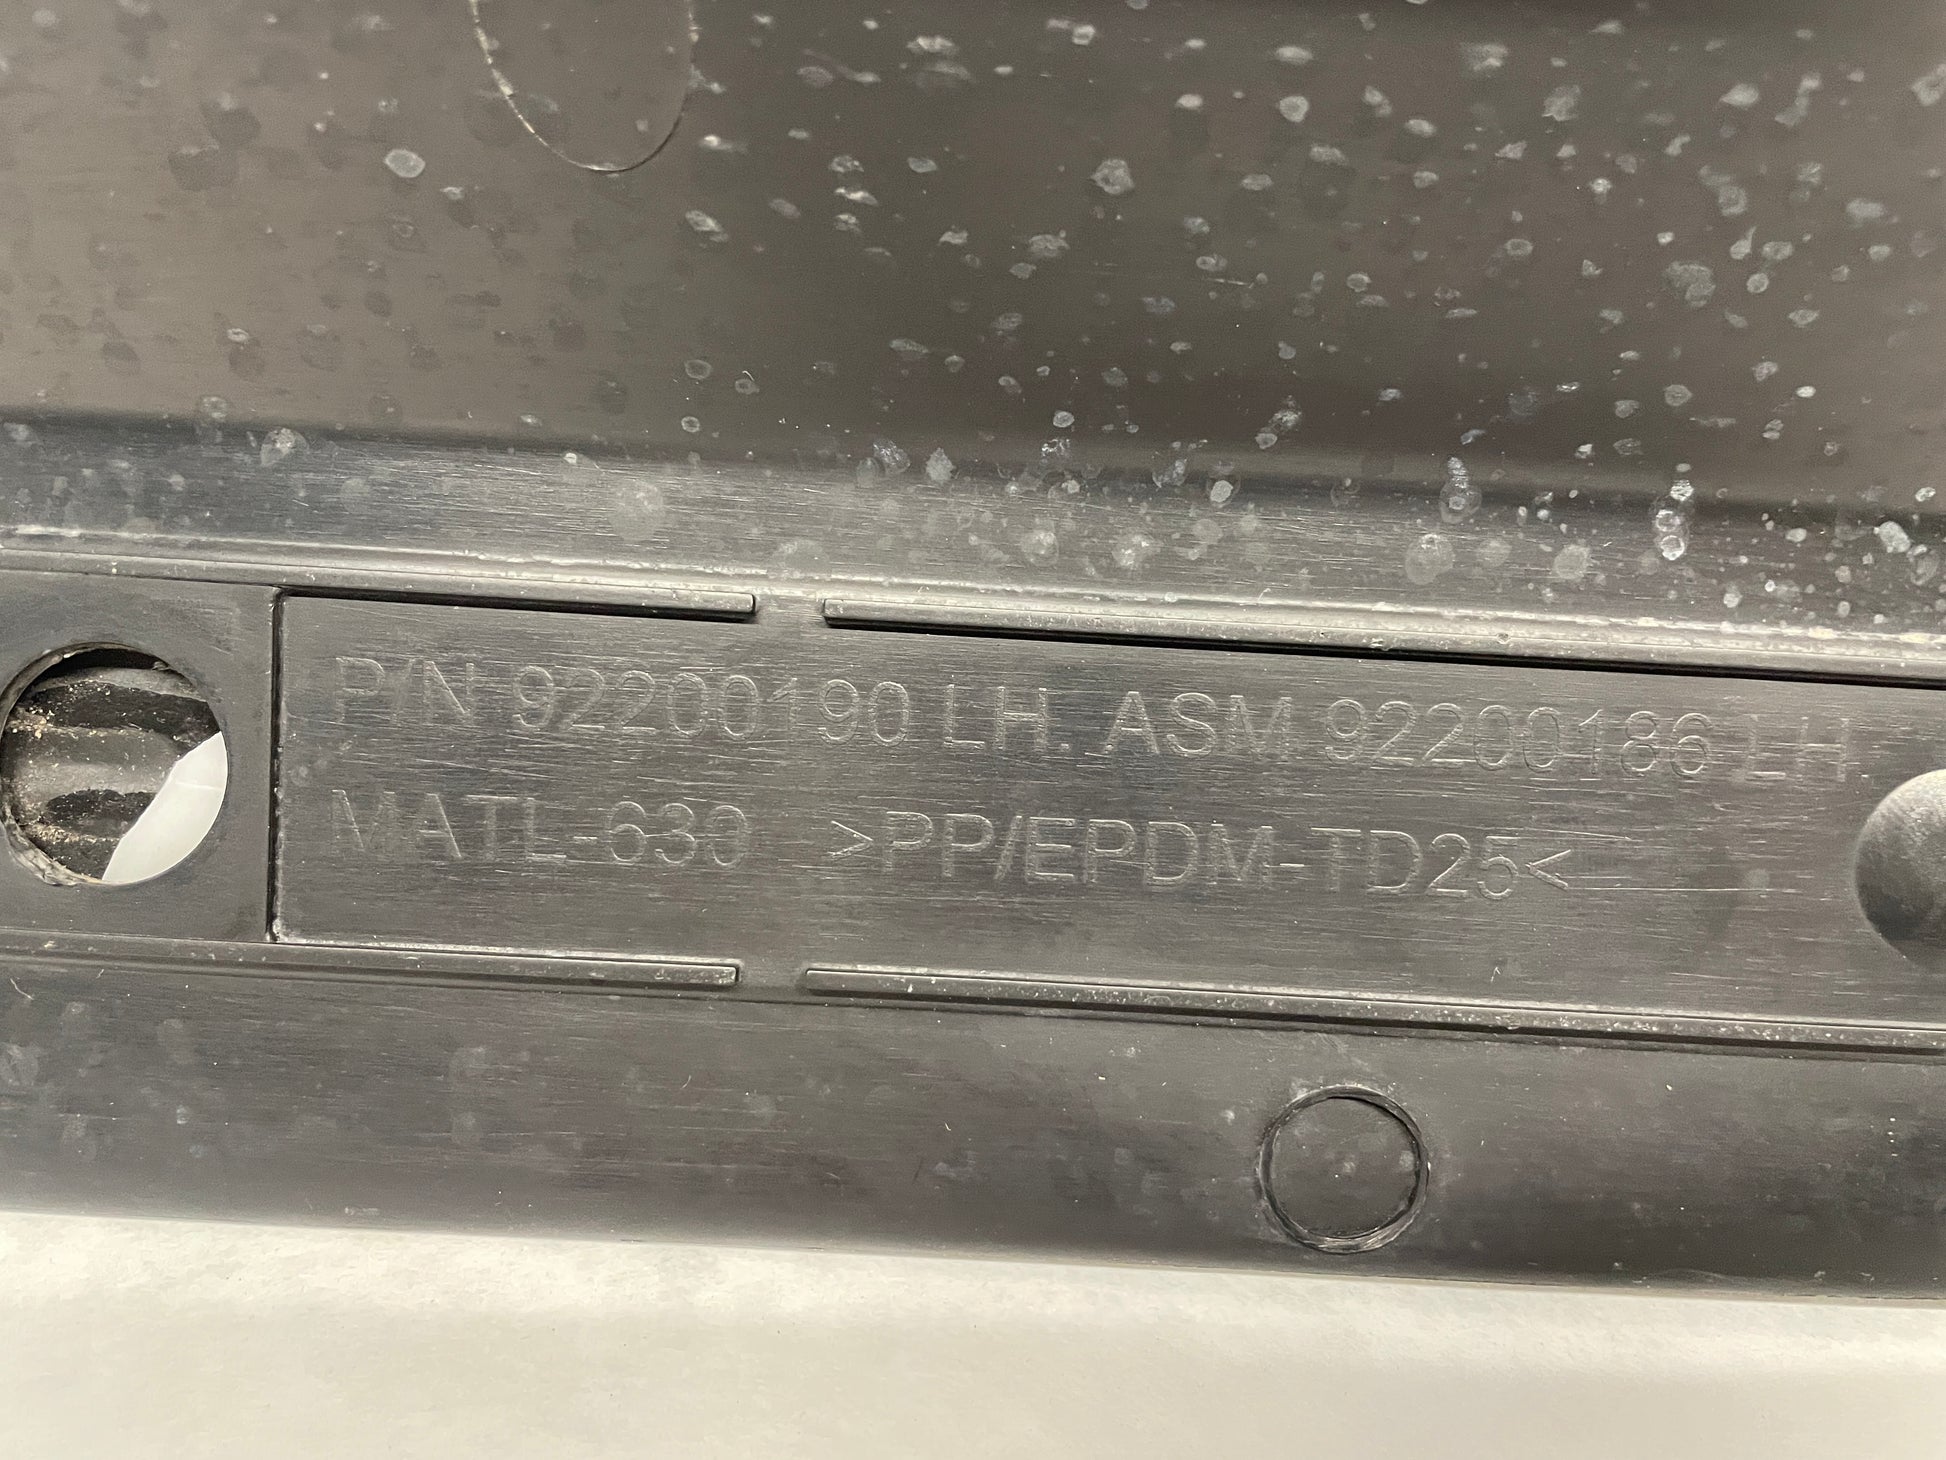 P/N 92200190 LH. ASM 92200186 LH
MATL-630 >PP/EPDM-TD25<